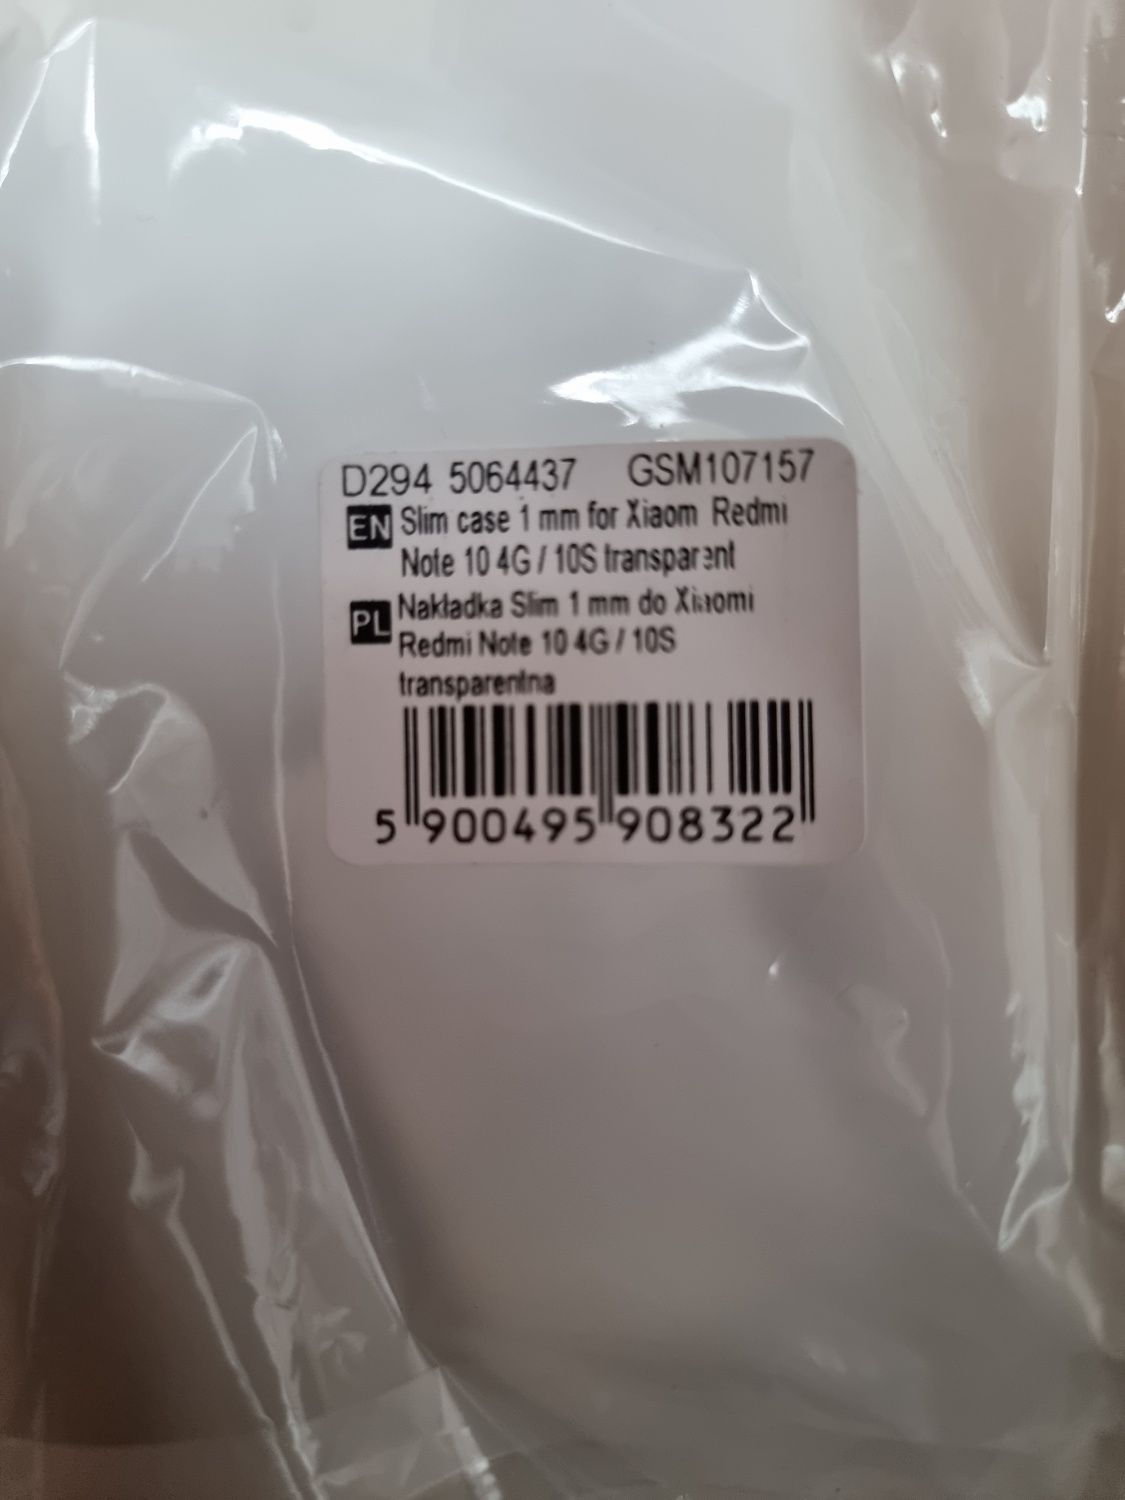 D294 5064437 GSM107157
EN Slim case 1 mm for Xiaom Redmi
Note 10 4G / 10S transparent
PL Nakładka Slim 1 mm do Xiaomi
Redmi Note 10 4G / 10S
transparentna
5 900495 908322